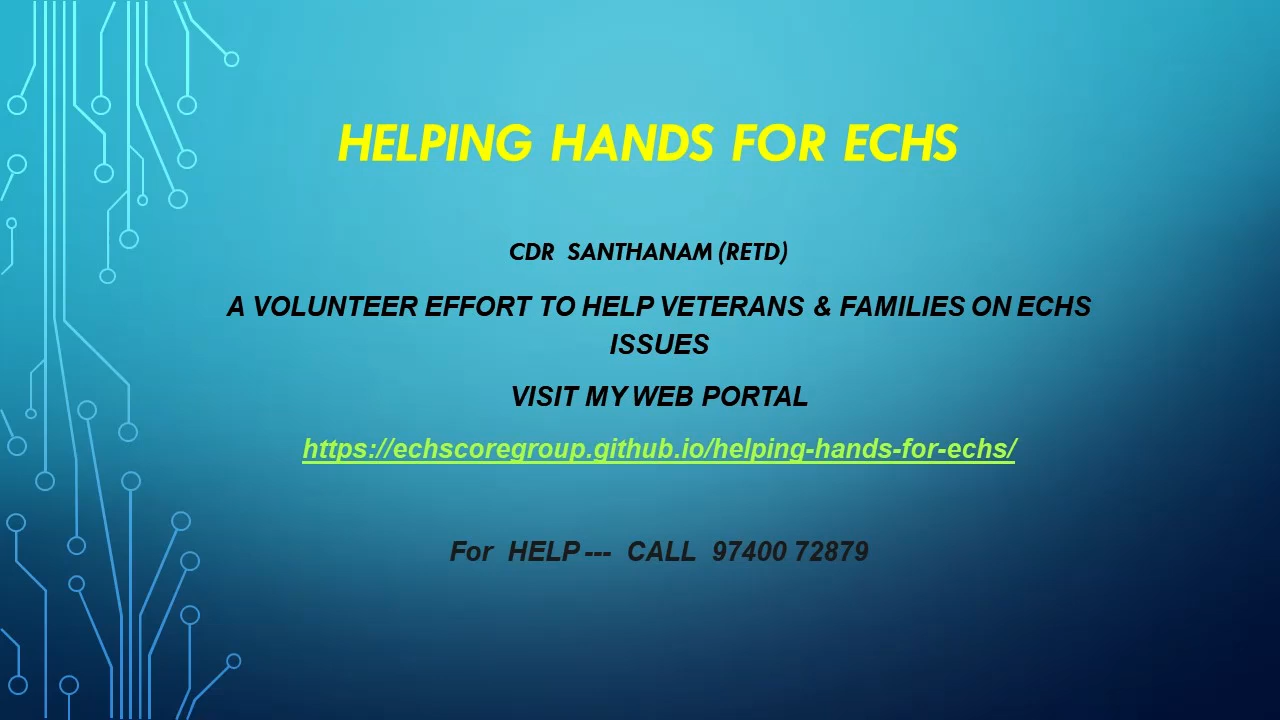 HELPING HANDS FOR ECHS
CDR SANTHANAM (RETD)
A VOLUNTEER EFFORT TO HELP VETERANS & FAMILIES ON ECHS
ISSUES
VISIT MY WEB PORTAL
https://echscoregroup.github.io/helping-hands-for-echs/
For HELP --- CALL 97400 72879